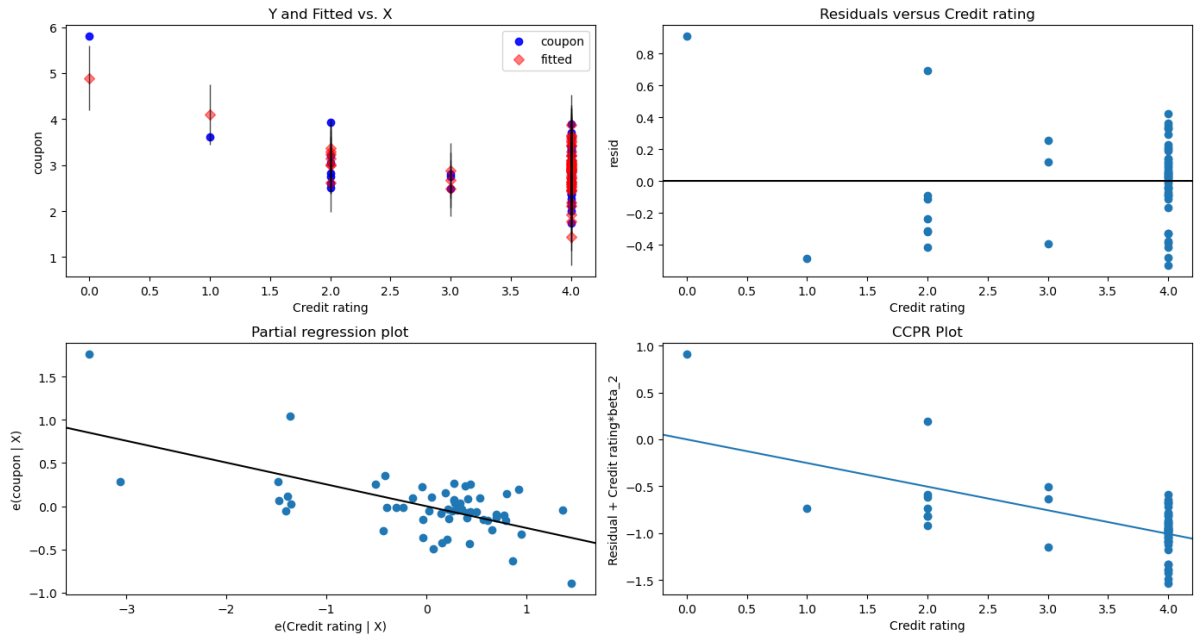 Y and Fitted vs. X
6
5
4
3
2
1
coupon
coupon
fitted
0.0 0.5 1.0 1.5 2.0 2.5 3.0 3.5 4.0
Credit rating
Residuals versus Credit rating
0.8
0.6
0.4
0.2
0.0
−0.2
−0.4
resid
0.0 0.5 1.0 1.5 2.0 2.5 3.0 3.5 4.0
Credit rating
Partial regression plot
1.5
1.0
0.5
0.0
−0.5
−1.0
e(coupon | X)
−3 −2 −1 0 1
e(Credit rating | X)
CCPR Plot
1.0
0.5
0.0
−0.5
−1.0
−1.5
Residual + Credit rating*beta_2
0.0 0.5 1.0 1.5 2.0 2.5 3.0 3.5 4.0
Credit rating